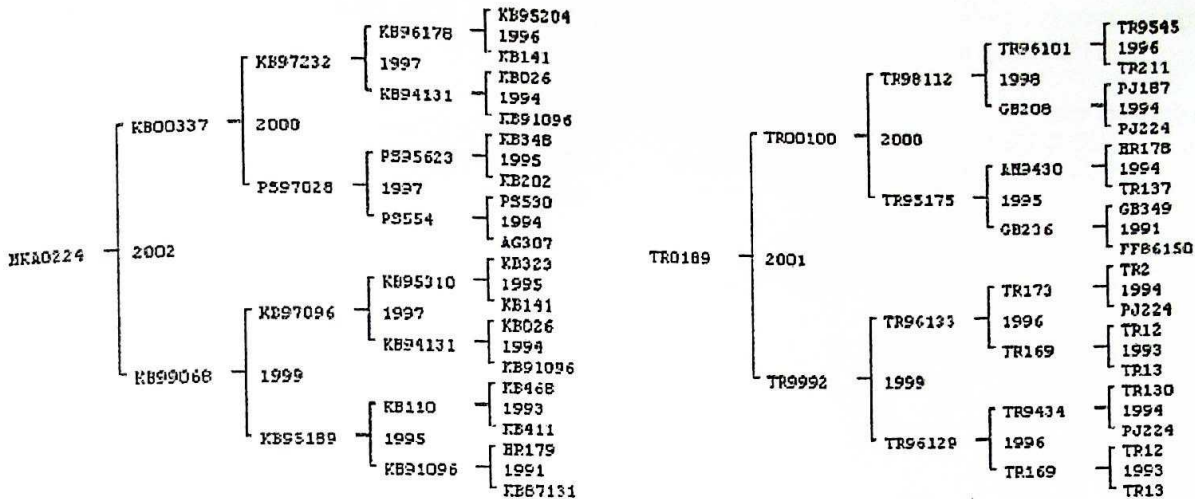 KB95204
KB96178 1996
KB141
KB97232 1997
KB026
KB94131 1994
KB91096
KB00337 2000
KB348
PS95623 1995
KB202
PS97028 1997
PS530
PS554 1994
AG307
2002
KB323
KB95310 1995
KB141
KB97096 1997
KB026
KB94131 1994
KB91096
KB99068 1999
KB468
KB110 1993
KB411
KB95189 1995
KB91096 1991
KB87131
TR9545
TR96101 1996
TR211
TR98112 1998
PJ187
GB208 1994
PJ224
TR00100 2000
1994
TR137
TR95175 1995
GB349
GB236 1991
TR0189 2001
TR2
TR173 1994
PJ224
TR96133 1996
TR12
TR169 1993
TR13
TR9992 1999
TR130
TR9434 1994
PJ224
TR96129 1996
TR12
TR169 1993
TR13